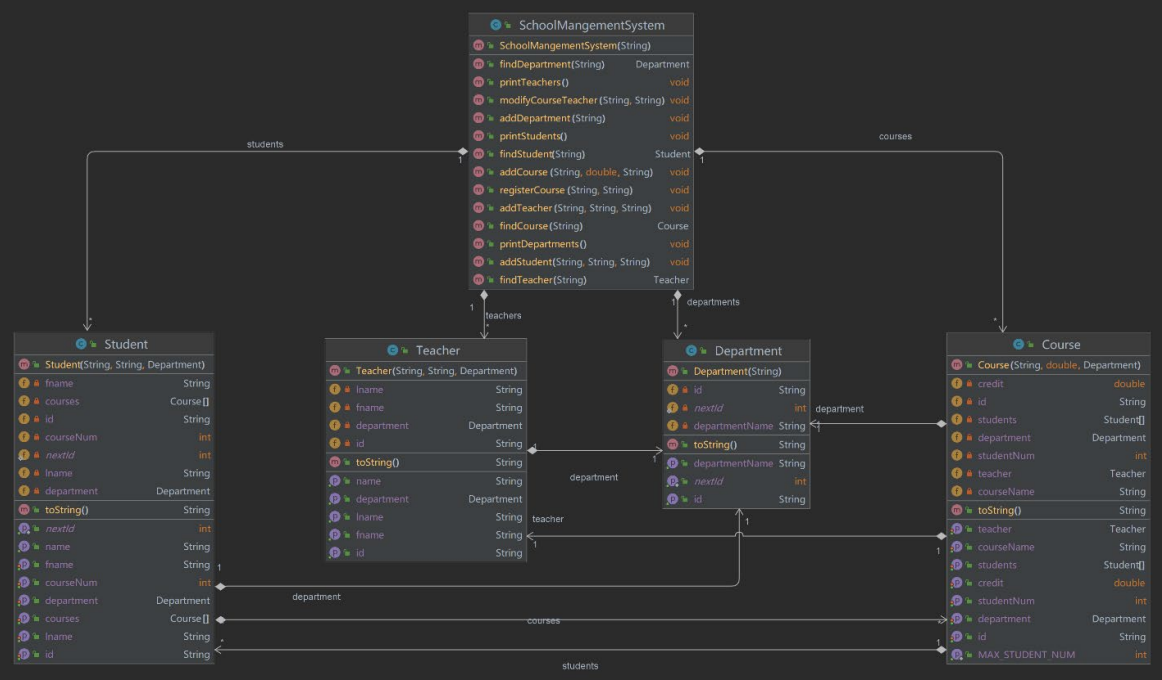 SchoolMangementSystem
SchoolMangementSystem(String)
findDepartment(String) Department
printTeachers() void
modifyCourseTeacher(String, String) void
addDepartment(String) void
printStudents() void
findStudent(String) Student
addCourse (String, double, String) void
registerCourse (String, String) void
addTeacher(String, String, String) void
findCourse(String) Course
printDepartments() void
addStudent(String, String, String) void
findTeacher(String) Teacher
students
1
courses
1
1
teachers
*
1
departments
*
*
*
Student
Student(String, String, Department)
fname String
courses Course[]
id String
courseNum int
nextId int
lname String
department Department
toString() String
nextId int
name String
fname String
courseNum int
department Department
courses Course[]
lname String
id String
Teacher
Teacher(String, String, Department)
lname String
fname String
department Department
id String
toString() String
name String
department Department
lname String
fname String
id String
Department
Department(String)
id String
nextId int
departmentName String
toString() String
departmentName String
nextId int
id String
Course
Course(String, double, Department)
credit double
id String
students Student[]
department Department
studentNum int
teacher Teacher
courseName String
toString() String
teacher Teacher
courseName String
students Student[]
credit double
studentNum int
department Department
id String
MAX_STUDENT_NUM int
department
1
1
department
1
teacher
1
1
1
department
1
courses
*
1
students
*